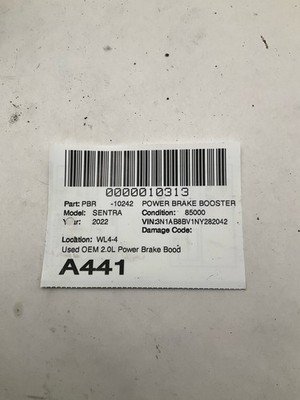 0000010313
Part: PBR -10242 POWER BRAKE BOOSTER
Model: SENTRA Condition: 85000
Year: 2022 VIN:3N1AB8BV1NY282042
Damage Code:
Location: WL4-4
Used OEM 2.0L Power Brake Bood
A441